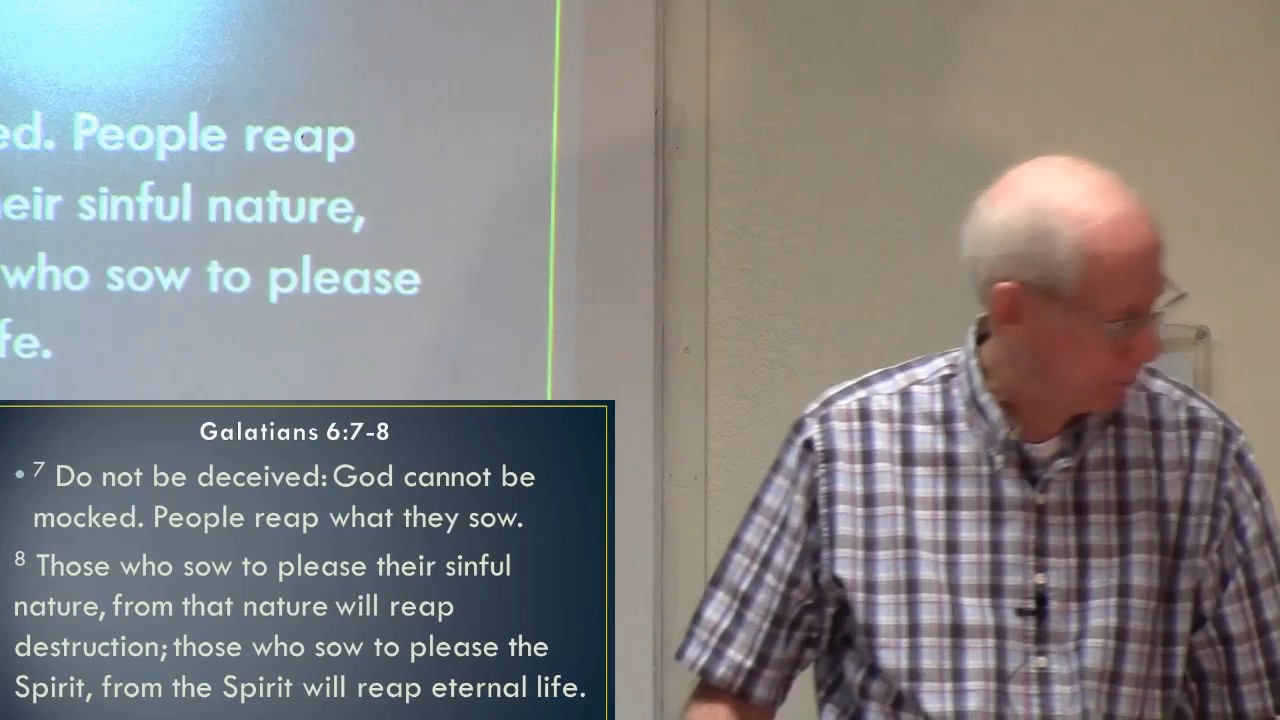 ed. People reap
eir sinful nature,
who sow to please
fe.
Galatians 6:7-8
• 7 Do not be deceived: God cannot be
mocked. People reap what they sow.
8 Those who sow to please their sinful
nature, from that nature will reap
destruction; those who sow to please the
Spirit, from the Spirit will reap eternal life.